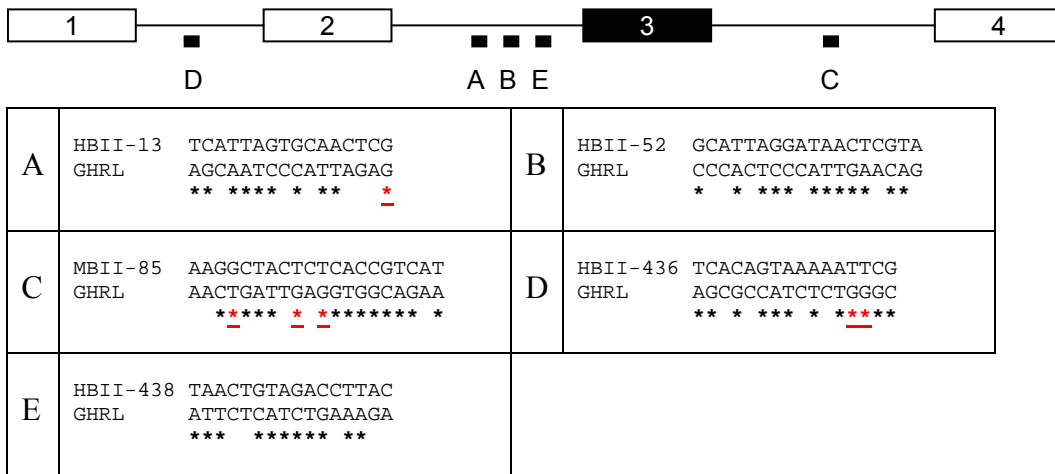 1 2 3 4
D A B E C
A
HBII-13 TCATTAGTGCAACTCG
GHRL AGCAATCCCATTAGAG
** **** * ** *
B
HBII-52 GCATTAGGATAACTCGTA
GHRL CCCACTCCCATTGAACAG
* * *** ***** **
C
MBII-85 AAGGCTACTCTCACCGTCAT
GHRL AACTGATTGAGGTGGCAGAA
***** * ******** *
D
HBII-436 TCACAGTAAAAATTCG
GHRL AGCGCCATCTCTGGGC
** * *** * *****
E
HBII-438 TAACTGTAGACCTTAC
GHRL ATTCTCATCTGAAAGA
*** ****** **